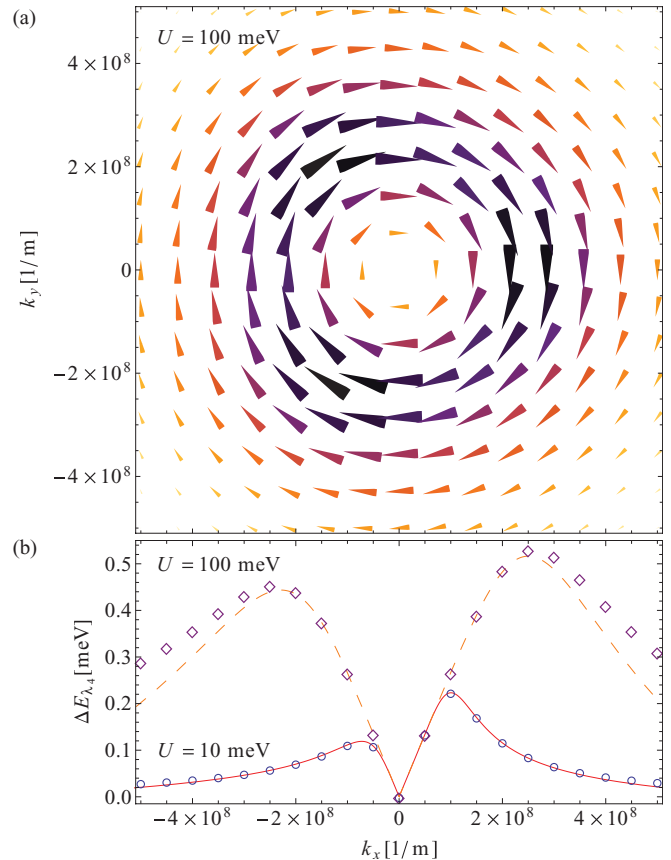 (a)
U = 100 meV
4×10⁸
2×10⁸
0
−2×10⁸
−4×10⁸
k_y [1/m]
(b)
U = 100 meV
U = 10 meV
0.5
0.4
0.3
0.2
0.1
0.0
ΔE_λ₄ [meV]
−4×10⁸ −2×10⁸ 0 2×10⁸ 4×10⁸
k_x [1/m]